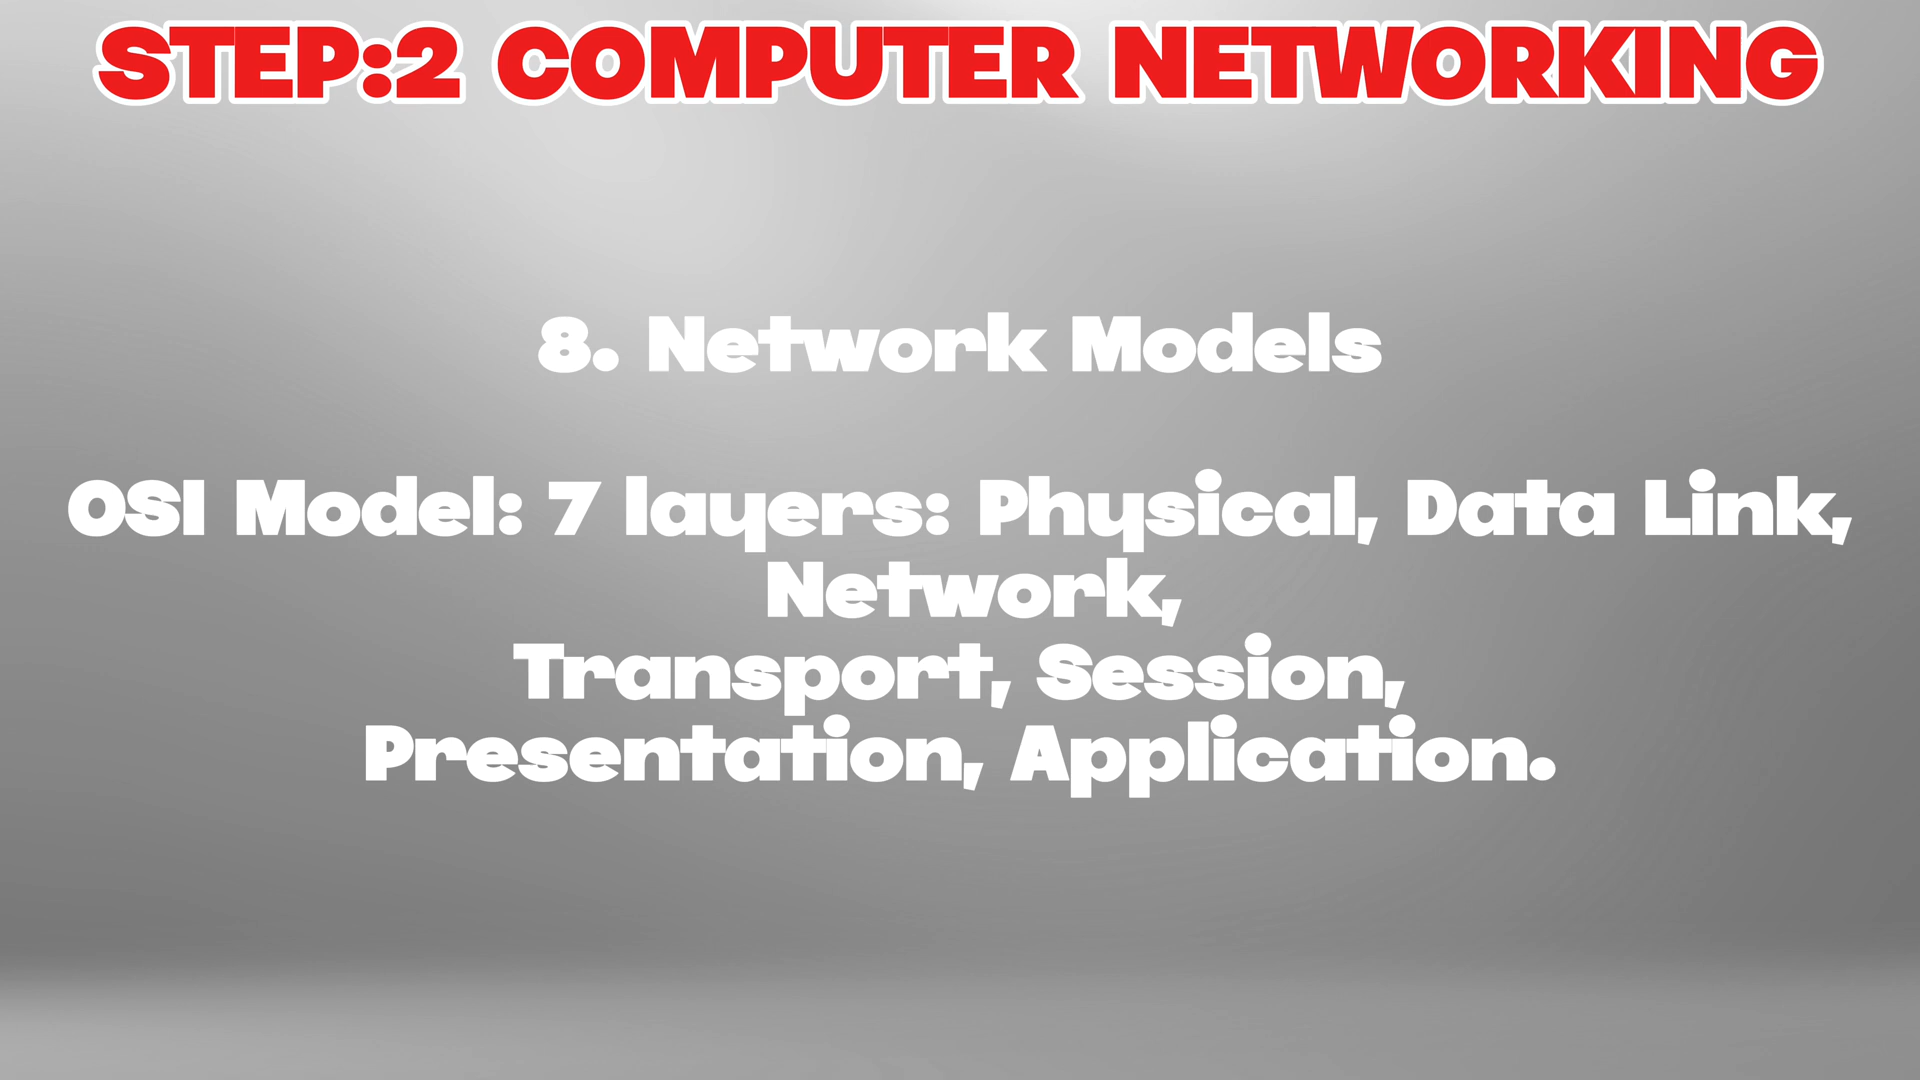 STEP:2 COMPUTER NETWORKING
8. Network Models
OSI Model: 7 layers: Physical, Data Link,
Network,
Transport, Session,
Presentation, Application.